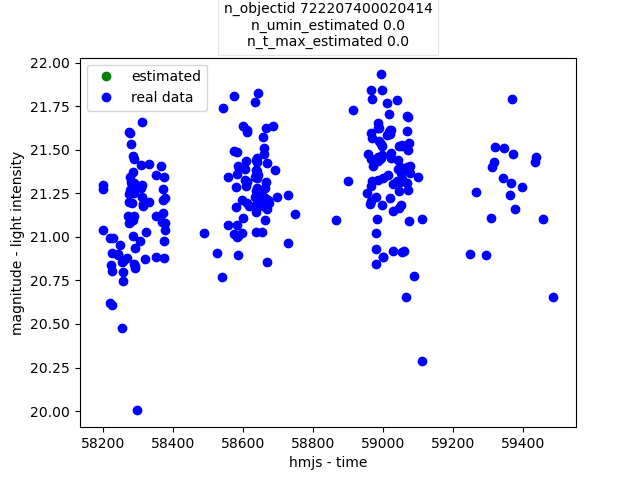 n_objectid 722207400020414
n_umin_estimated 0.0
n_t_max_estimated 0.0
22.00
21.75
21.50
21.25
21.00
20.75
20.50
20.25
20.00
magnitude - light intensity
estimated
real data
58200 58400 58600 58800 59000 59200 59400
hmjs - time